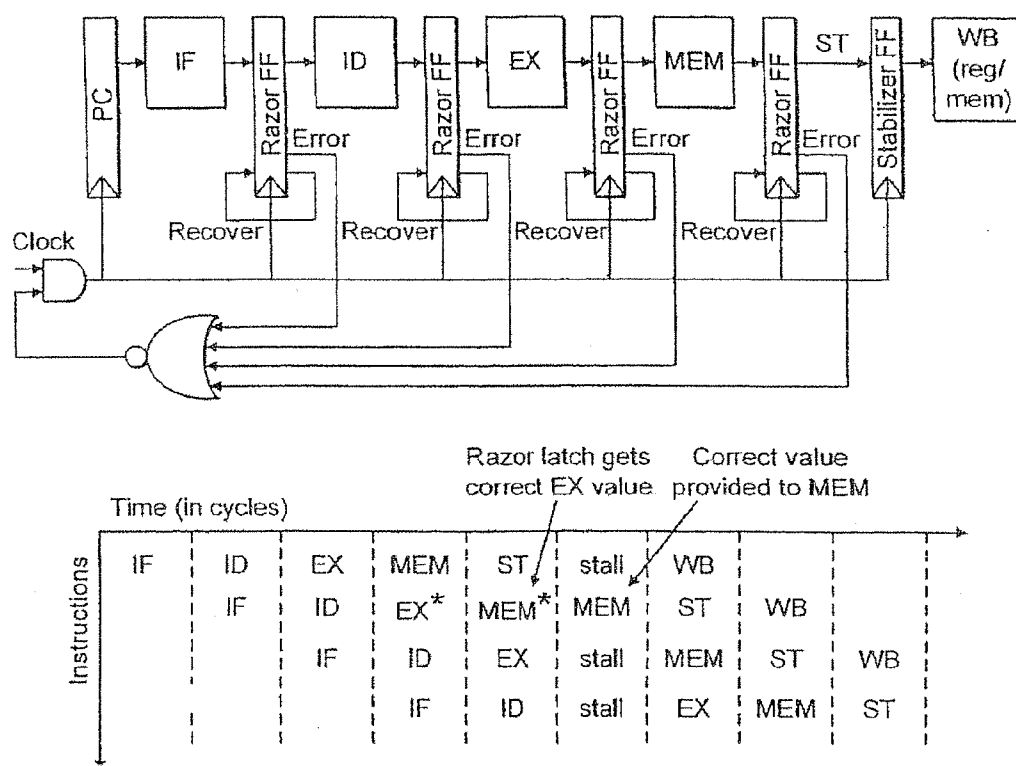 PC
IF
Razor FF
ID
Razor FF
EX
Razor FF
MEM
Razor FF
ST
Stabilizer FF
WB
(reg/
mem)
Error
Error
Error
Error
Recover
Recover
Recover
Recover
Clock
Razor latch gets
correct EX value
Correct value
provided to MEM
Time (in cycles)
Instructions
IF ID EX MEM ST stall WB
IF ID EX* MEM* MEM ST WB
IF ID EX stall MEM ST WB
IF ID stall EX MEM ST